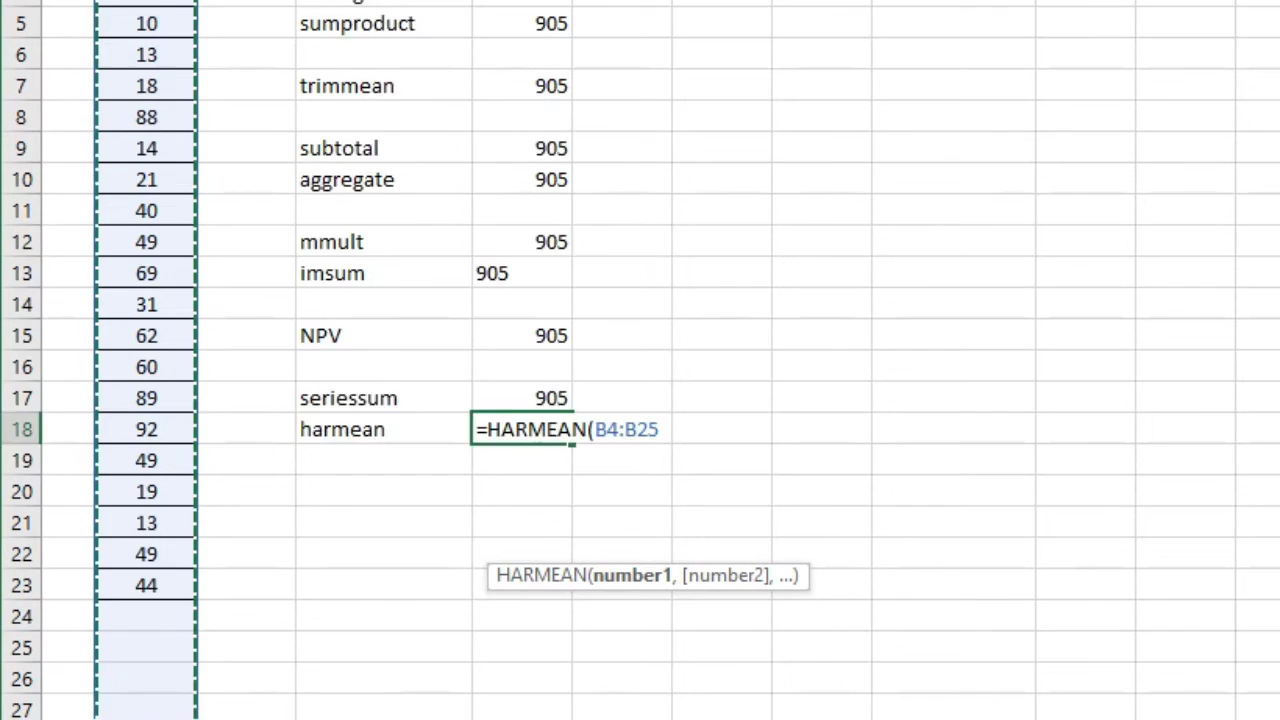 5 10 sumproduct 905
6 13
7 18 trimmean 905
8 88
9 14 subtotal 905
10 21 aggregate 905
11 40
12 49 mmult 905
13 69 imsum 905
14 31
15 62 NPV 905
16 60
17 89 seriessum 905
18 92 harmean =HARMEAN(B4:B25
19 49
20 19
21 13
22 49
HARMEAN(number1, [number2], ...)
23 44
24
25
26
27